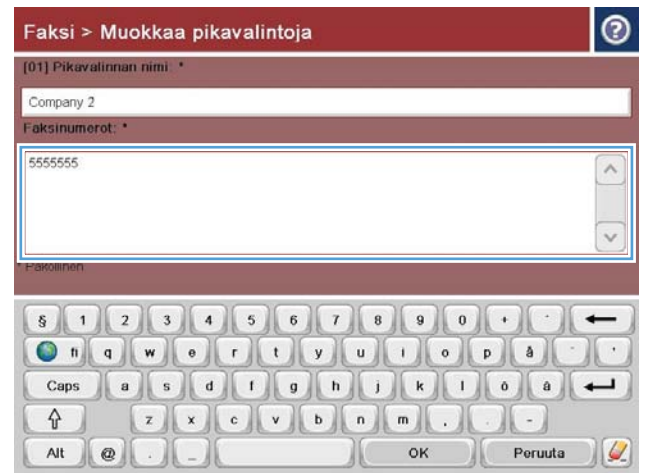 Faksi > Muokkaa pikavalintoja
[01] Pikavalinnan nimi: *
Company 2
Faksinumerot: *
5555555
* Pakollinen
§ 1 2 3 4 5 6 7 8 9 0 +
fi q w e r t y u i o p å
Caps a s d f g h j k l ö ä
z x c v b n m , . -
Alt @ . _ OK Peruuta